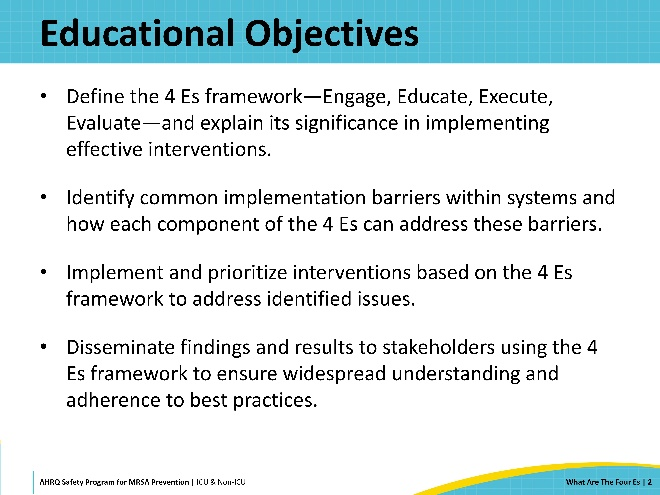 Educational Objectives
• Define the 4 Es framework—Engage, Educate, Execute,
Evaluate—and explain its significance in implementing
effective interventions.
• Identify common implementation barriers within systems and
how each component of the 4 Es can address these barriers.
• Implement and prioritize interventions based on the 4 Es
framework to address identified issues.
• Disseminate findings and results to stakeholders using the 4
Es framework to ensure widespread understanding and
adherence to best practices.
AHRQ Safety Program for MRSA Prevention | ICU & Non-ICU
What Are The Four Es | 2